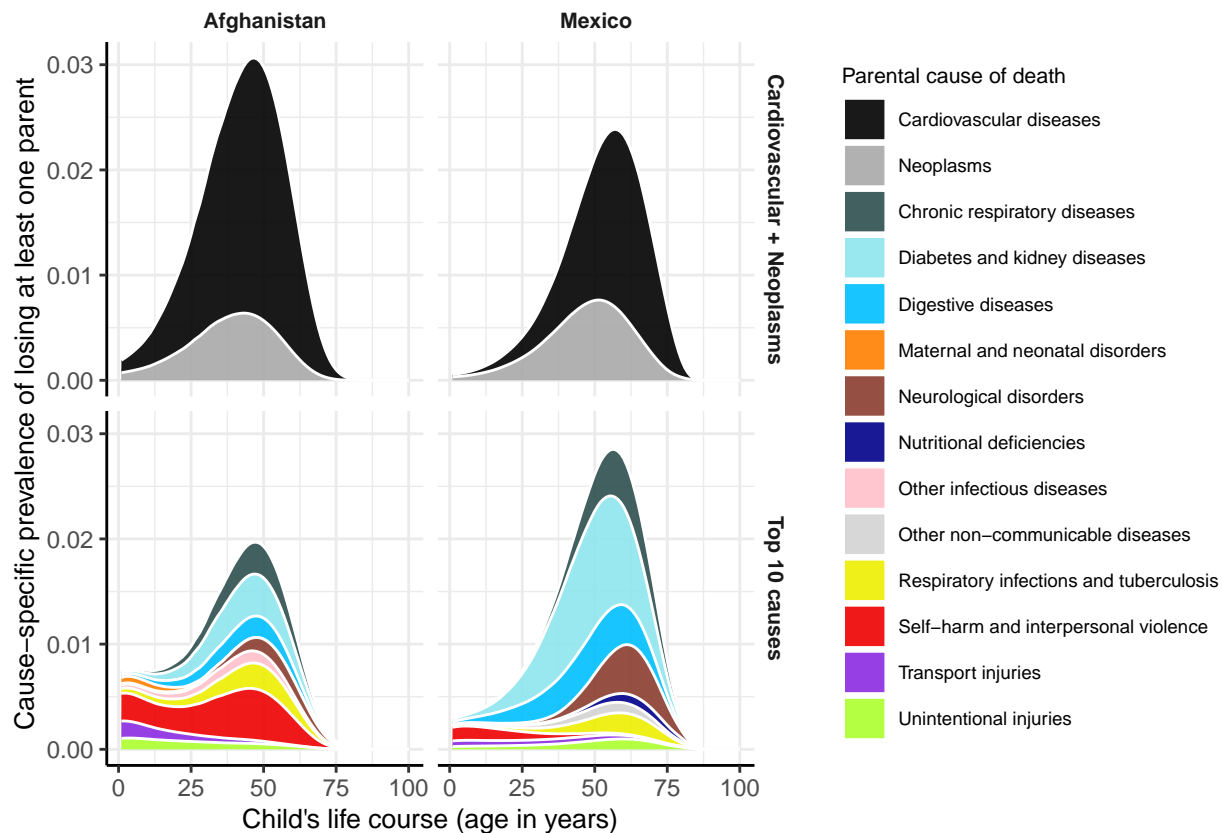 Afghanistan
Mexico
Cause−specific prevalence of losing at least one parent
0.03
0.02
0.01
0.00
Cardiovascular + Neoplasms
0.03
0.02
0.01
0.00
Top 10 causes
0 25 50 75 100
0 25 50 75 100
Child's life course (age in years)
Parental cause of death
Cardiovascular diseases
Neoplasms
Chronic respiratory diseases
Diabetes and kidney diseases
Digestive diseases
Maternal and neonatal disorders
Neurological disorders
Nutritional deficiencies
Other infectious diseases
Other non−communicable diseases
Respiratory infections and tuberculosis
Self−harm and interpersonal violence
Transport injuries
Unintentional injuries